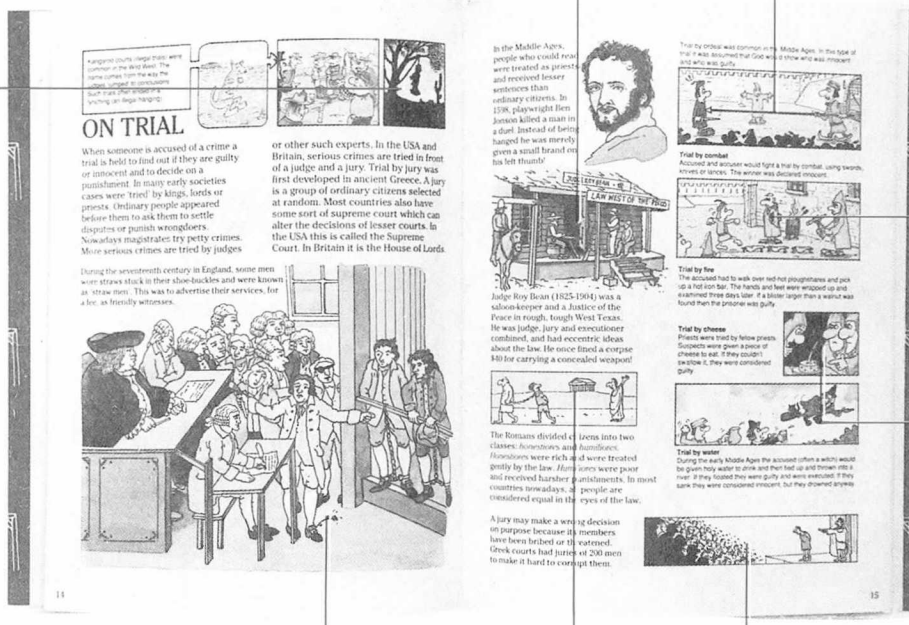 Kangaroo courts (illegal trials) were
common in the Wild West. The
name comes from the way the
judges 'jumped' to conclusions.
Such trials often ended in a
lynching (an illegal hanging).
ON TRIAL
When someone is accused of a crime a
trial is held to find out if they are guilty
or innocent and to decide on a
punishment. In many early societies
cases were 'tried' by kings, lords or
priests. Ordinary people appeared
before them to ask them to settle
disputes or punish wrongdoers.
Nowadays magistrates try petty crimes.
More serious crimes are tried by judges
or other such experts. In the USA and
Britain, serious crimes are tried in front
of a judge and a jury. Trial by jury was
first developed in ancient Greece. A jury
is a group of ordinary citizens selected
at random. Most countries also have
some sort of supreme court which can
alter the decisions of lesser courts. In
the USA this is called the Supreme
Court. In Britain it is the House of Lords.
During the seventeenth century in England, some men
wore straws stuck in their shoe-buckles and were known
as 'straw men'. This was to advertise their services, for
a fee, as friendly witnesses.
14
In the Middle Ages,
people who could read
were treated as priests
and received lesser
sentences than
ordinary citizens. In
1598, playwright Ben
Jonson killed a man in
a duel. Instead of being
hanged he was merely
given a small brand on
his left thumb!
LAW WEST OF THE PECOS
Judge Roy Bean (1825-1904) was a
saloon-keeper and a Justice of the
Peace in rough, tough West Texas.
He was judge, jury and executioner
combined, and had eccentric ideas
about the law. He once fined a corpse
$40 for carrying a concealed weapon!
The Romans divided citizens into two
classes: honestiores and humiliores.
Honestiores were rich and were treated
gently by the law. Humiliores were poor
and received harsher punishments. In most
countries nowadays, all people are
considered equal in the eyes of the law.
A jury may make a wrong decision
on purpose because its members
have been bribed or threatened.
Greek courts had juries of 200 men
to make it hard to corrupt them.
Trial by ordeal was common in the Middle Ages. In this type of
trial it was assumed that God would show who was innocent
and who was guilty.
Trial by combat
Accused and accuser would fight a trial by combat, using swords,
knives or lances. The winner was declared innocent.
Trial by fire
The accused had to walk over red-hot ploughshares and pick
up a hot iron bar. The hands and feet were wrapped up and
examined three days later. If a blister larger than a walnut was
found then the prisoner was guilty.
Trial by cheese
Priests were tried by fellow priests.
Suspects were given a piece of
cheese to eat. If they couldn't
swallow it, they were considered
guilty.
Trial by water
During the early Middle Ages the accused (often a witch) would
be given holy water to drink and then tied up and thrown into a
river. If they floated they were guilty and were executed. If they
sank they were considered innocent, but they drowned anyway.
15